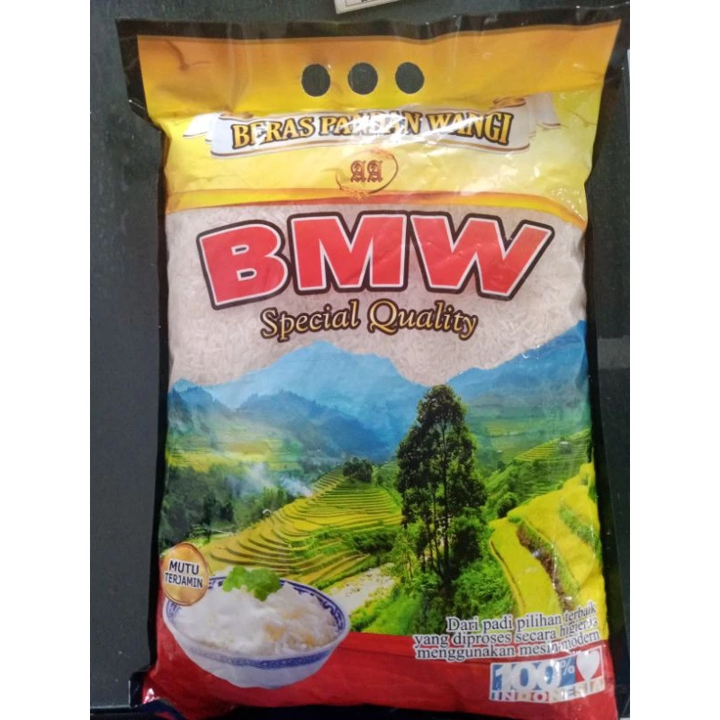 BERAS PANDAN WANGI
AA
BMW
Special Quality
MUTU
TERJAMIN
Dari padi pilihan terbaik
yang diproses secara higienis
menggunakan mesin modern
100%
INDONESIA